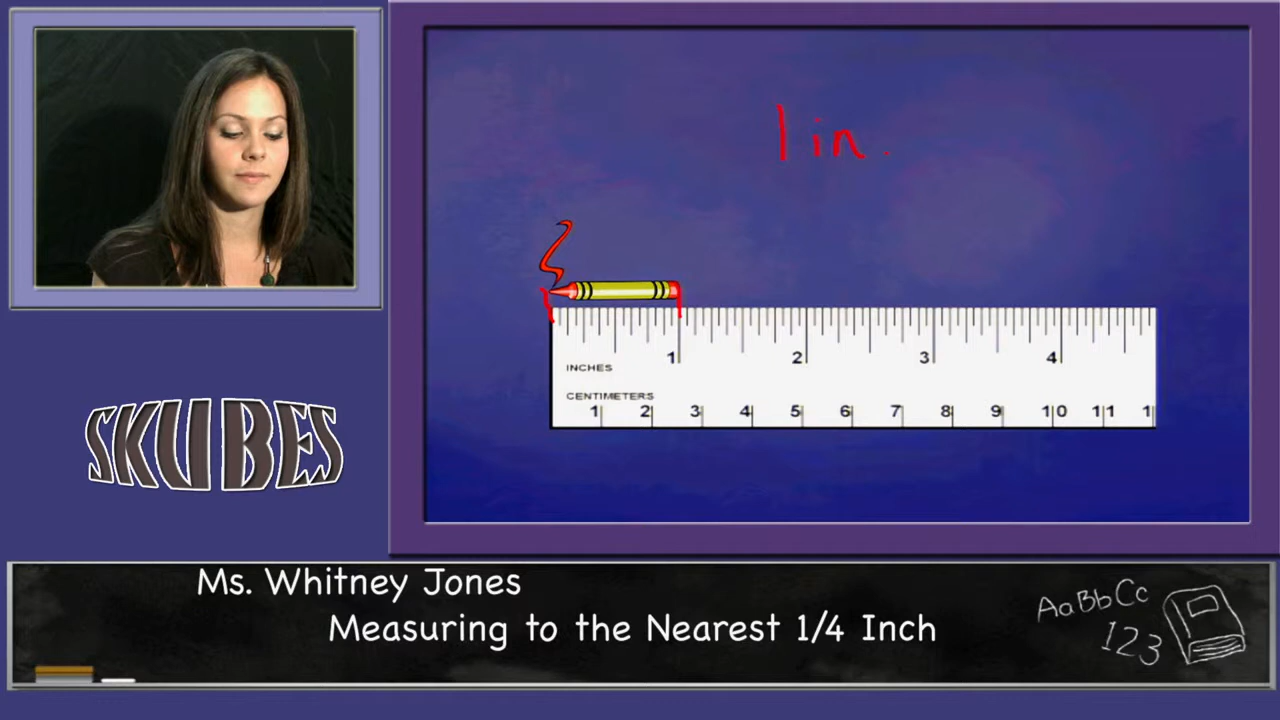 1 in.
1 2 3 4
INCHES
CENTIMETERS
1 2 3 4 5 6 7 8 9 10 11 1
SKUBES
Ms. Whitney Jones
Measuring to the Nearest 1/4 Inch
AaBbCc
123